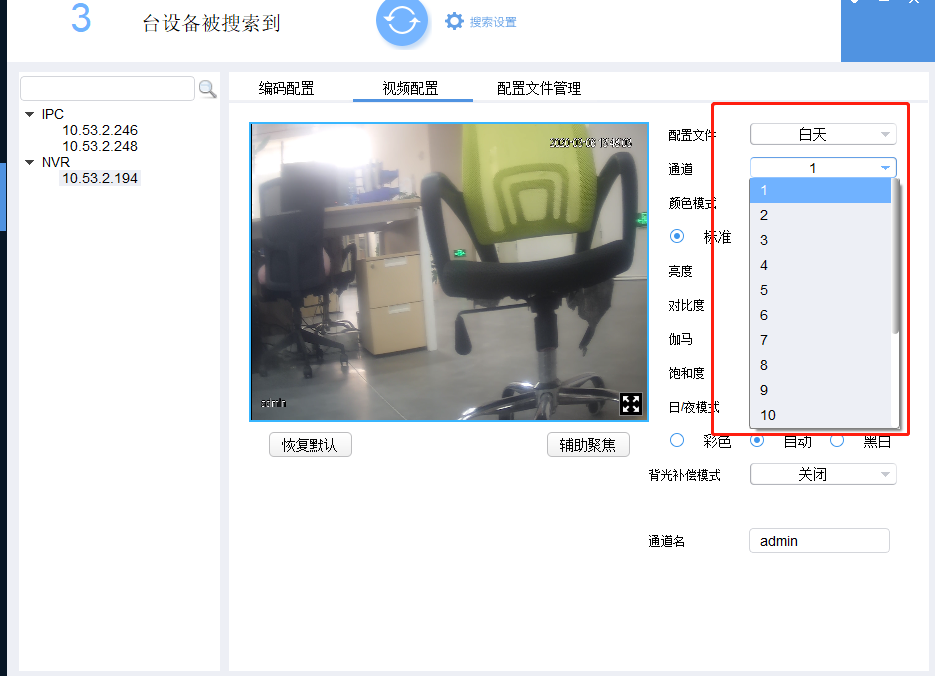 3 台设备被搜索到
搜索设置
编码配置 视频配置 配置文件管理
IPC
10.53.2.246
10.53.2.248
NVR
10.53.2.194
admin
恢复默认 辅助聚焦
配置文件 白天
通道 1
1
2
3
4
5
6
7
8
9
10
颜色模式
标准
亮度
对比度
伽马
饱和度
日/夜模式
彩色 自动 黑白
背光补偿模式 关闭
通道名 admin